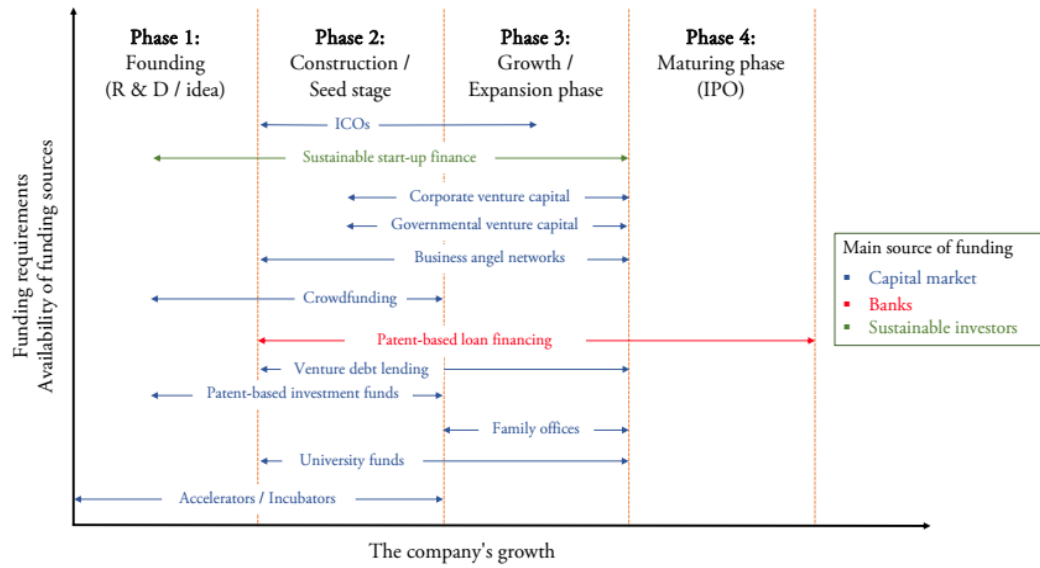 Phase 1:
Founding
(R & D / idea)
Phase 2:
Construction /
Seed stage
Phase 3:
Growth /
Expansion phase
Phase 4:
Maturing phase
(IPO)
ICOs
Sustainable start-up finance
Corporate venture capital
Governmental venture capital
Business angel networks
Crowdfunding
Patent-based loan financing
Venture debt lending
Patent-based investment funds
Family offices
University funds
Accelerators / Incubators
Funding requirements
Availability of funding sources
The company's growth
Main source of funding
Capital market
Banks
Sustainable investors